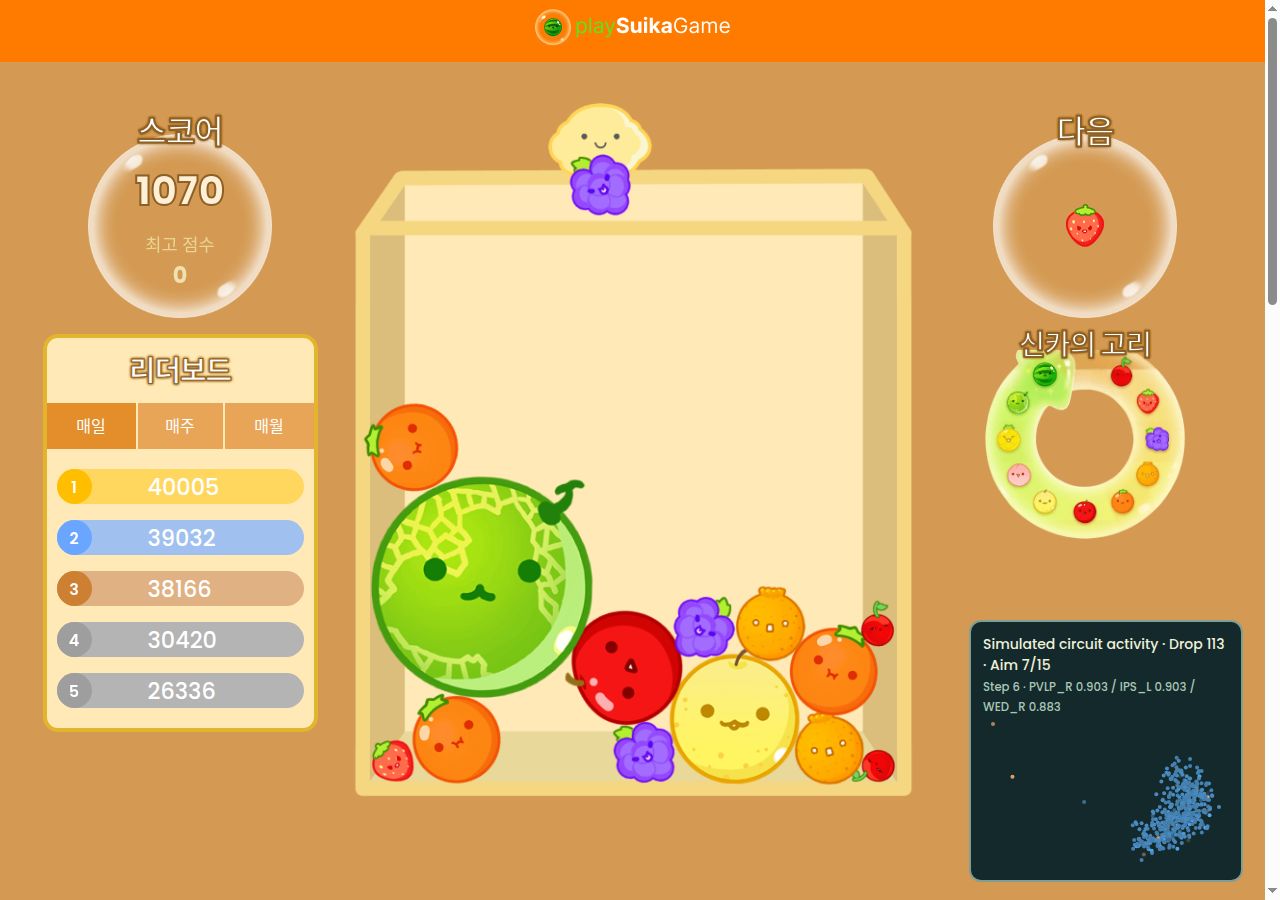 playSuikaGame
스코어
1070
최고 점수
0
리더보드
매일 매주 매월
1 40005
2 39032
3 38166
4 30420
5 26336
다음
신카의 고리
Simulated circuit activity · Drop 113
· Aim 7/15
Step 6 · PVLP_R 0.903 / IPS_L 0.903 /
WED_R 0.883